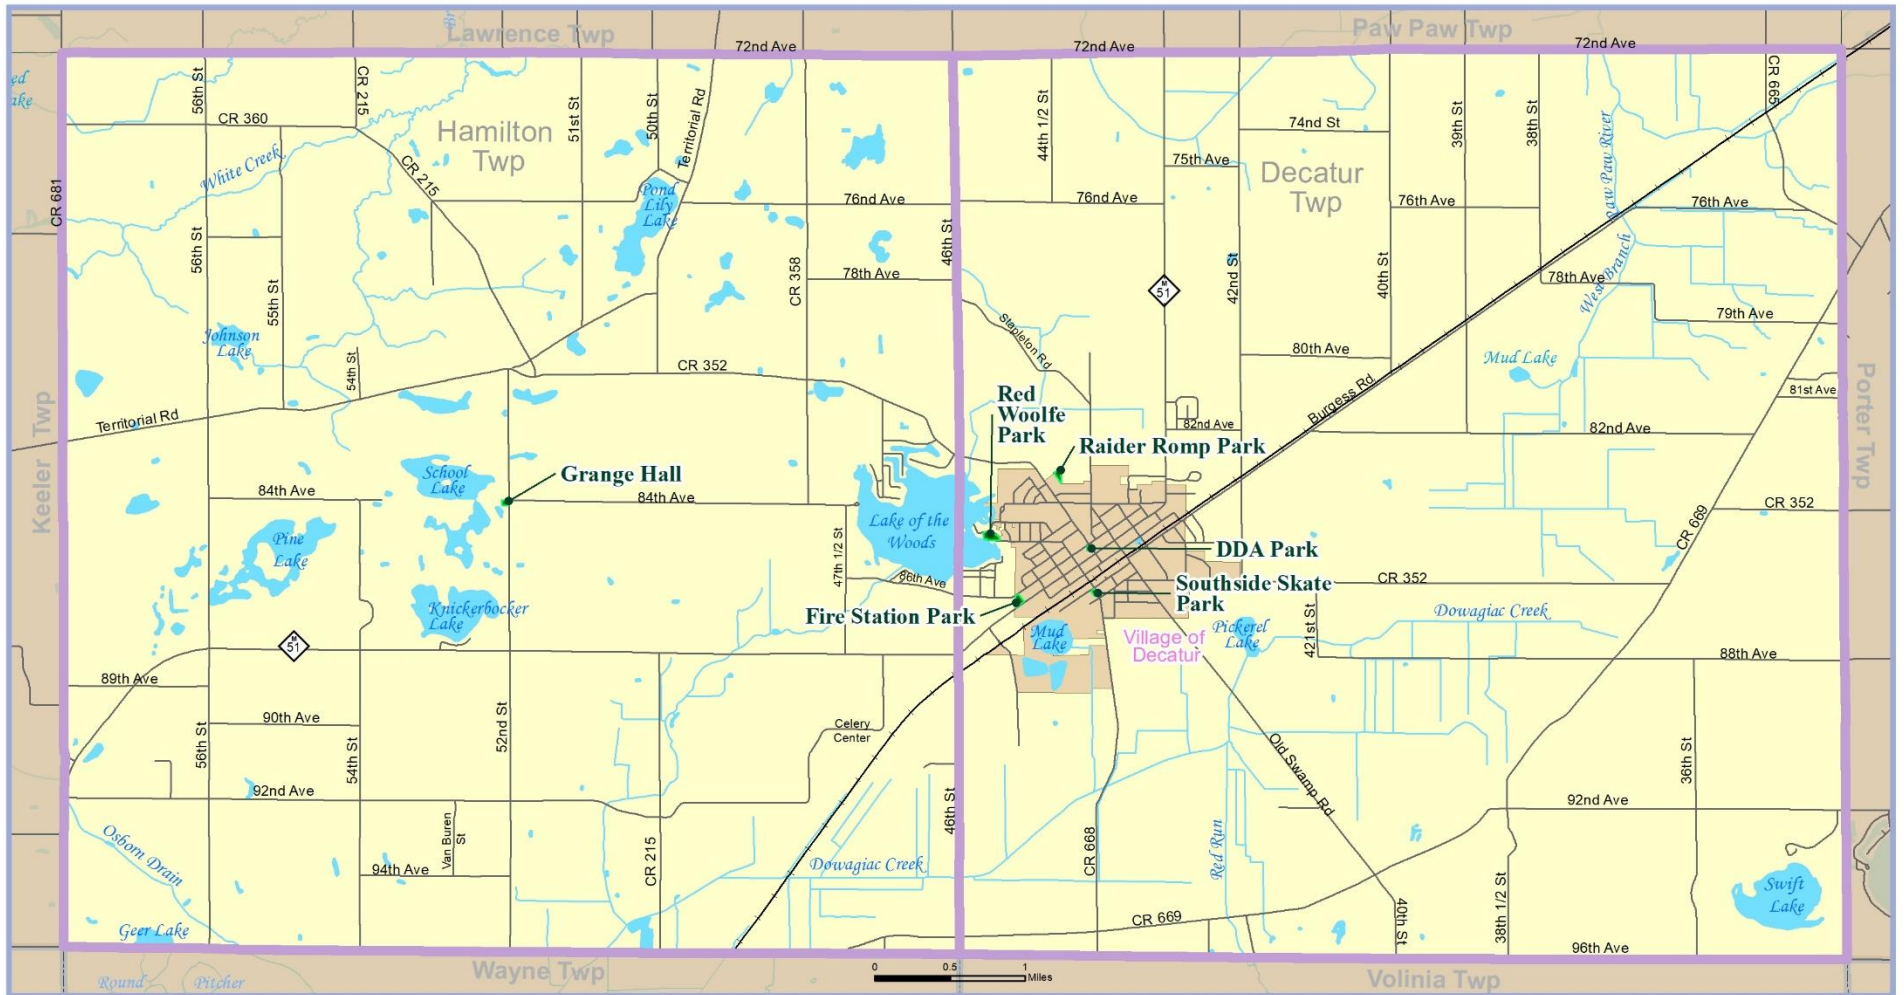 Lawrence Twp
Paw Paw Twp
72nd Ave
72nd Ave
72nd Ave
ed
ake
Br
56th St
CR 215
51st St
50th St
Territorial Rd
44th 1/2 St
39th St
38th St
CR 665
CR 360
Hamilton
Twp
74nd St
Decatur
Twp
75th Ave
White Creek
CR 215
Paw Paw River
CR 681
Pond
Lily
Lake
76nd Ave
76nd Ave
76th Ave
76th Ave
56th St
46th St
55th St
CR 358
78th Ave
M
51
42nd St
40th St
78th Ave
West Branch
79th Ave
Johnson
Lake
Stapleton Rd
80th Ave
Mud Lake
54th St
CR 352
81st Ave
Red
Woolfe
Park
Burgess Rd
Territorial Rd
82nd Ave
82nd Ave
Keeler Twp
Porter Twp
Raider Romp Park
School
Lake
Grange Hall
84th Ave
84th Ave
CR 352
Lake of the
Woods
CR 669
Pine
Lake
47th 1/2 St
DDA Park
86th Ave
CR 352
Southside Skate
Park
Knickerbocker
Lake
Fire Station Park
Dowagiac Creek
Mud
Lake
Village of
Decatur
Pickerel
Lake
421st St
M
51
88th Ave
89th Ave
90th Ave
56th St
54th St
52nd St
Celery
Center
Old Swamp Rd
36th St
92nd Ave
92nd Ave
46th St
Osborn Drain
Van Buren
St
CR 215
CR 668
Red Run
94th Ave
Dowagiac Creek
38th 1/2 St
Swift
Lake
40th St
CR 669
Geer Lake
96th Ave
Wayne Twp
Volinia Twp
0 0.5 1
Miles
Round
Pitcher